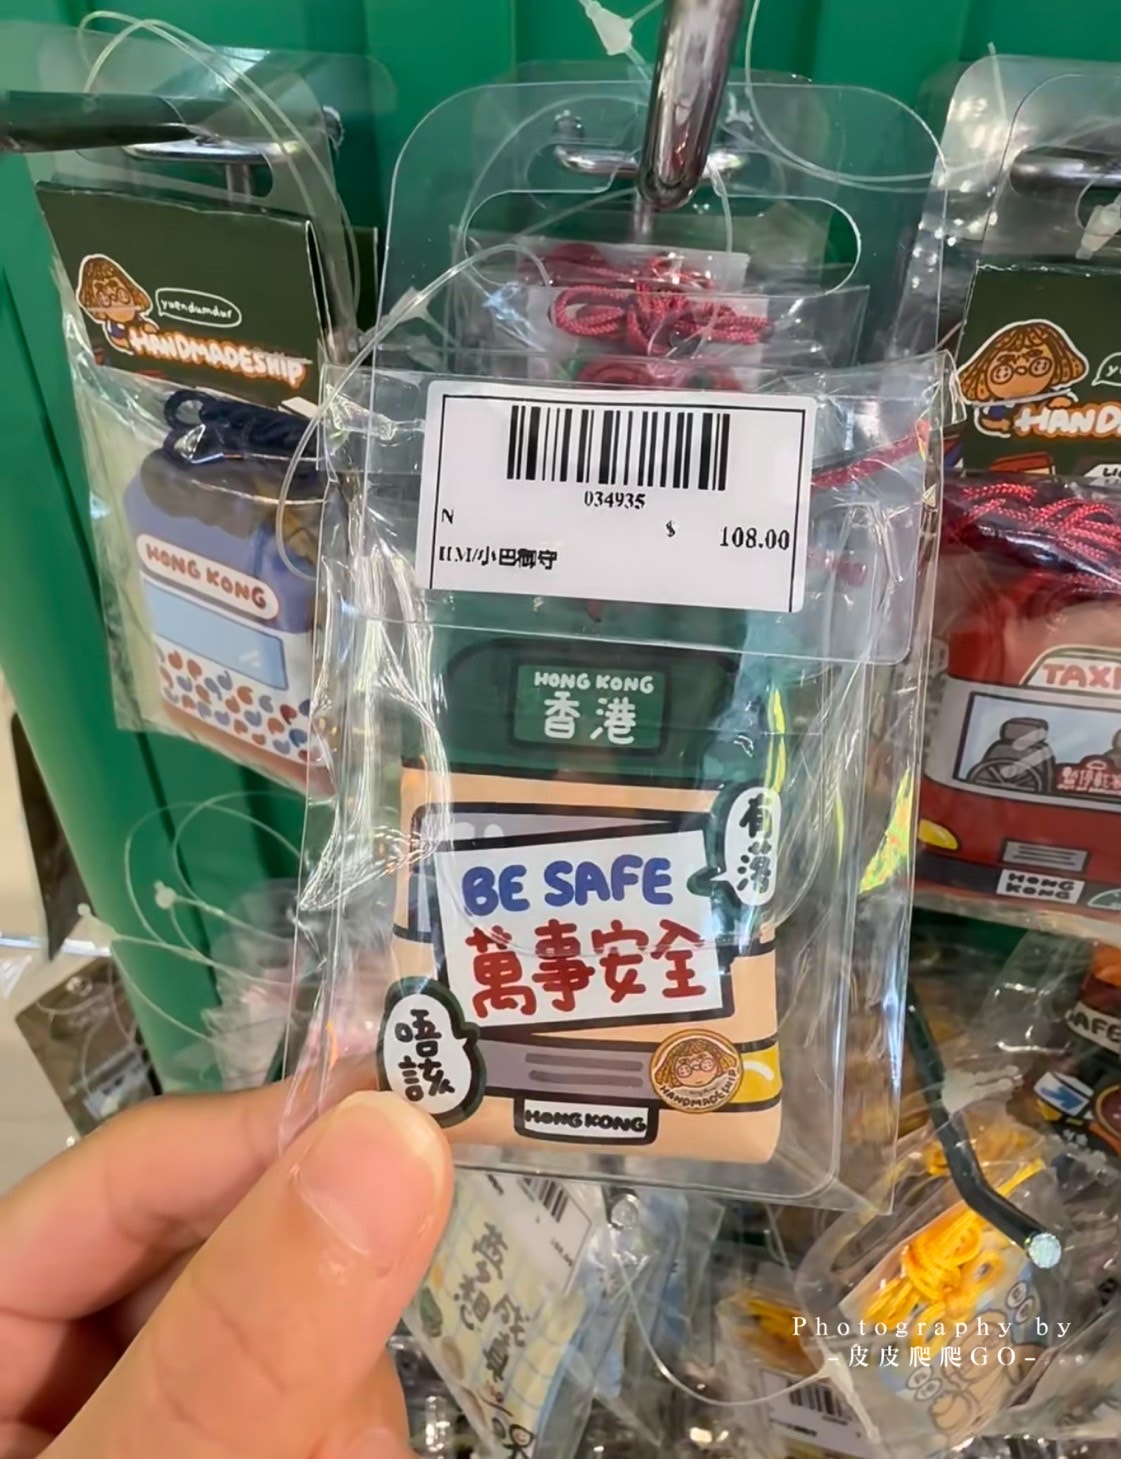 yuendumdur
HANDMADESHIP
HONG KONG
034935
N
$ 108.00
HM/小巴御守
HONG KONG
香港
有落
BE SAFE
萬事安全
唔該
HANDMADESHIP
HONG KONG
HAND
TAXI
HONG
KONG
AFE
Photography by
-皮皮爬爬GO-